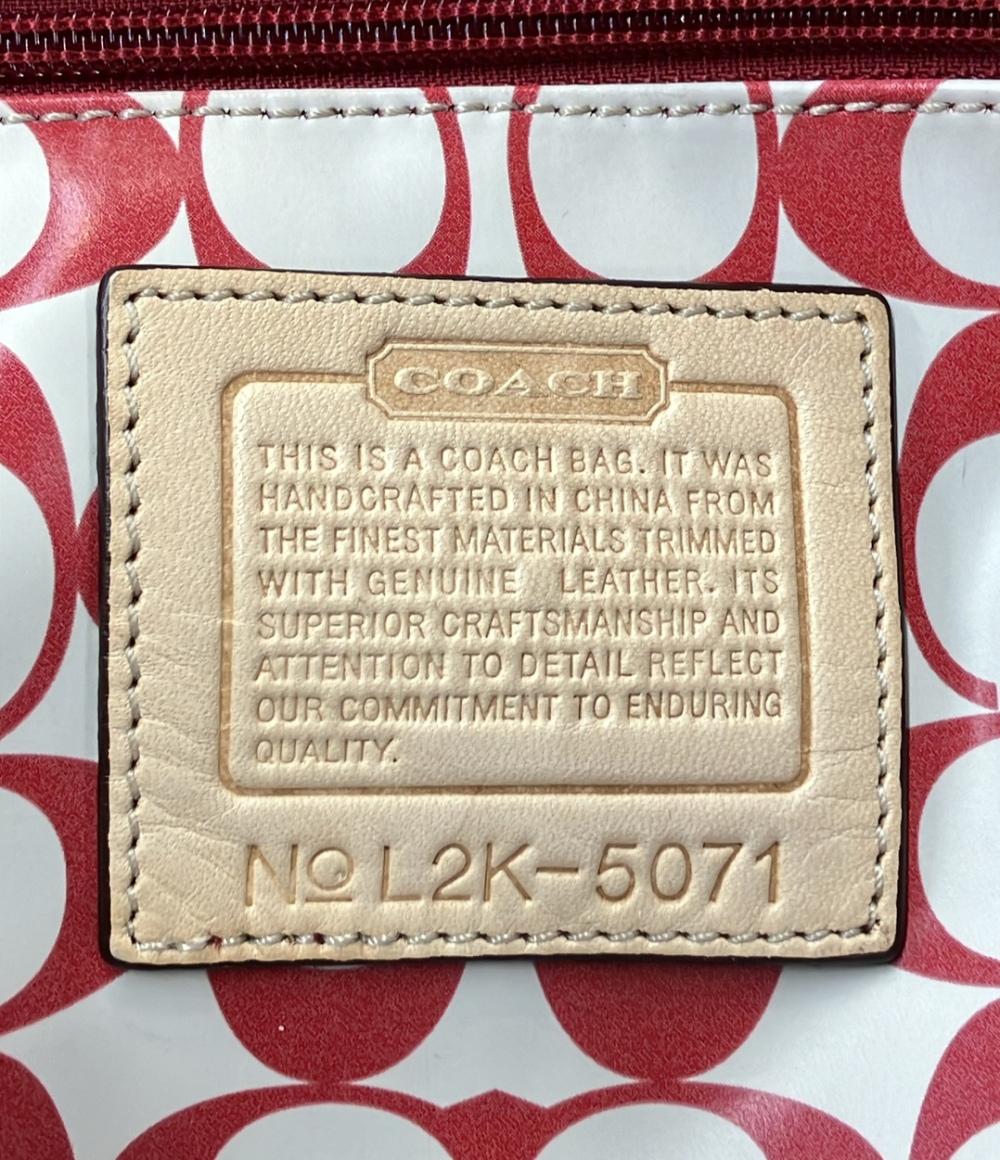 COACH
THIS IS A COACH BAG. IT WAS
HANDCRAFTED IN CHINA FROM
THE FINEST MATERIALS TRIMMED
WITH GENUINE LEATHER. ITS
SUPERIOR CRAFTSMANSHIP AND
ATTENTION TO DETAIL REFLECT
OUR COMMITMENT TO ENDURING
QUALITY.
Nº L2K-5071